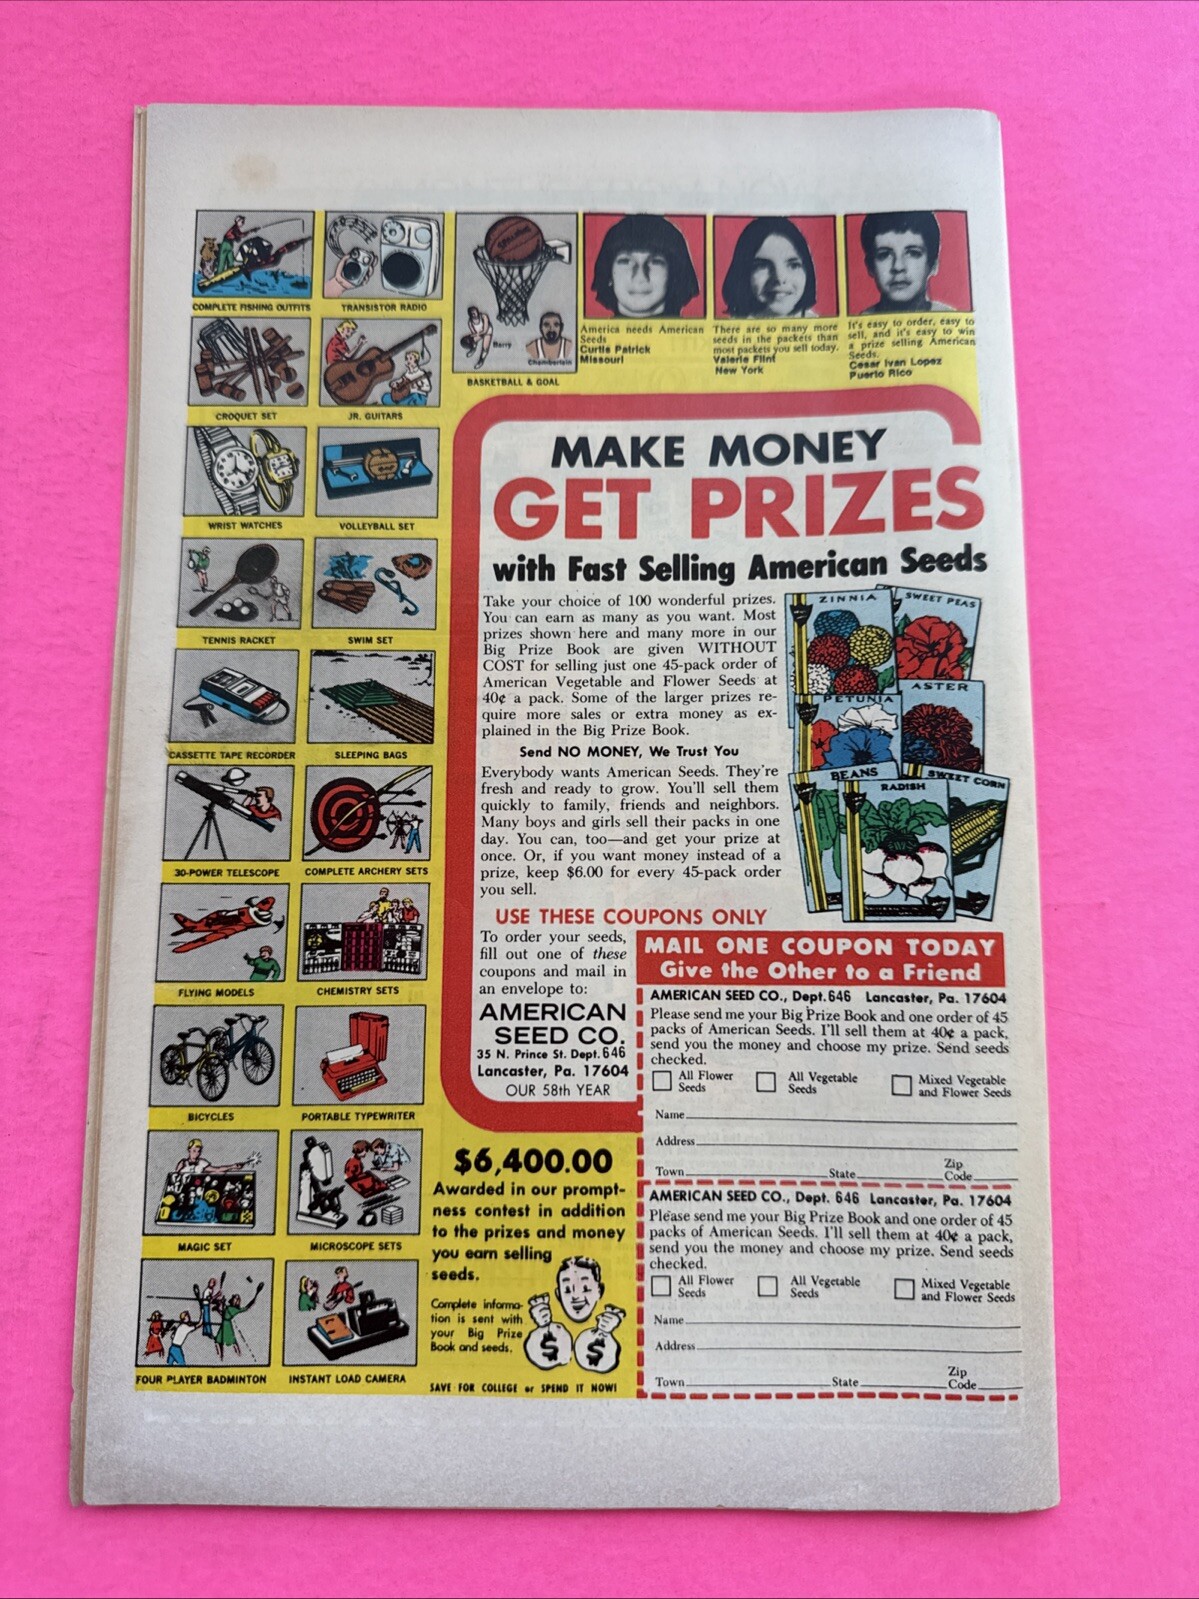 COMPLETE FISHING OUTFITS
TRANSISTOR RADIO
SPALDING
Barry
Chamberlain
BASKETBALL & GOAL
CROQUET SET
JR. GUITARS
WRIST WATCHES
VOLLEYBALL SET
TENNIS RACKET
SWIM SET
CASSETTE TAPE RECORDER
SLEEPING BAGS
30-POWER TELESCOPE
COMPLETE ARCHERY SETS
FLYING MODELS
CHEMISTRY SETS
BICYCLES
PORTABLE TYPEWRITER
MAGIC SET
MICROSCOPE SETS
FOUR PLAYER BADMINTON
INSTANT LOAD CAMERA
America needs American
Seeds
Curtis Patrick
Missouri
There are so many more
seeds in the packets than
most packets you sell today.
Valerie Flint
New York
It's easy to order, easy to
sell, and it's easy to win
a prize selling American
Seeds.
Cesar Ivan Lopez
Puerto Rico
MAKE MONEY
GET PRIZES
with Fast Selling American Seeds
Take your choice of 100 wonderful prizes.
You can earn as many as you want. Most
prizes shown here and many more in our
Big Prize Book are given WITHOUT
COST for selling just one 45-pack order of
American Vegetable and Flower Seeds at
40¢ a pack. Some of the larger prizes re-
quire more sales or extra money as ex-
plained in the Big Prize Book.
Send NO MONEY, We Trust You
Everybody wants American Seeds. They're
fresh and ready to grow. You'll sell them
quickly to family, friends and neighbors.
Many boys and girls sell their packs in one
day. You can, too—and get your prize at
once. Or, if you want money instead of a
prize, keep $6.00 for every 45-pack order
you sell.
ZINNIA
SWEET PEAS
PETUNIA
ASTER
BEANS
RADISH
SWEET CORN
USE THESE COUPONS ONLY
To order your seeds,
fill out one of these
coupons and mail in
an envelope to:
AMERICAN
SEED CO.
35 N. Prince St. Dept. 646
Lancaster, Pa. 17604
OUR 58th YEAR
MAIL ONE COUPON TODAY
Give the Other to a Friend
AMERICAN SEED CO., Dept. 646 Lancaster, Pa. 17604
Please send me your Big Prize Book and one order of 45
packs of American Seeds. I'll sell them at 40¢ a pack,
send you the money and choose my prize. Send seeds
checked.
All Flower Seeds All Vegetable Seeds Mixed Vegetable and Flower Seeds
Name
Address
Town State Zip Code
AMERICAN SEED CO., Dept. 646 Lancaster, Pa. 17604
Please send me your Big Prize Book and one order of 45
packs of American Seeds. I'll sell them at 40¢ a pack,
send you the money and choose my prize. Send seeds
checked.
All Flower Seeds All Vegetable Seeds Mixed Vegetable and Flower Seeds
Name
Address
Town State Zip Code
$6,400.00
Awarded in our prompt-
ness contest in addition
to the prizes and money
you earn selling
seeds.
Complete informa-
tion is sent with
your Big Prize
Book and seeds.
$ $
SAVE FOR COLLEGE or SPEND IT NOW!